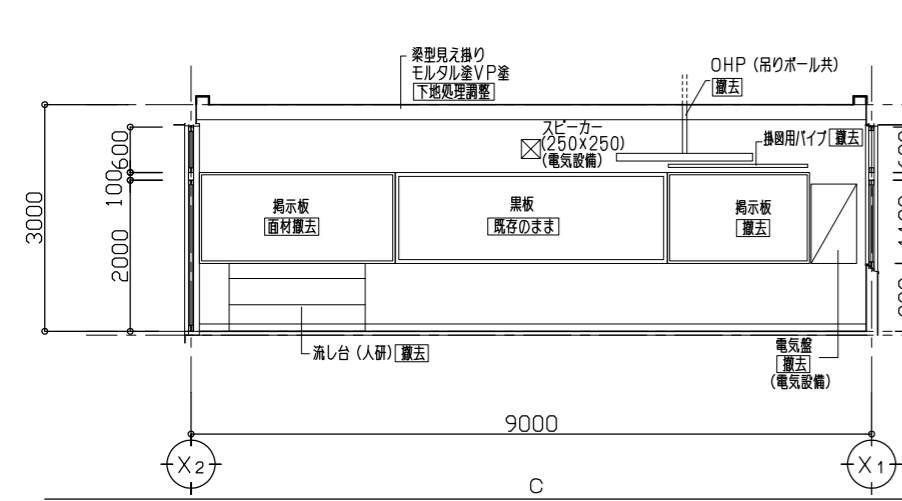 梁型見え掛り
モルタル塗VP塗
下地処理調整
OHP（吊りボール共）
撤去
スピーカー
(250×250)
(電気設備)
掛図用パイプ 撤去
掲示板
面材撤去
黒板
既存のまま
掲示板
撤去
3000
600
100
2000
流し台（人研）撤去
電気盤
撤去
(電気設備)
9000
X2
X1
C